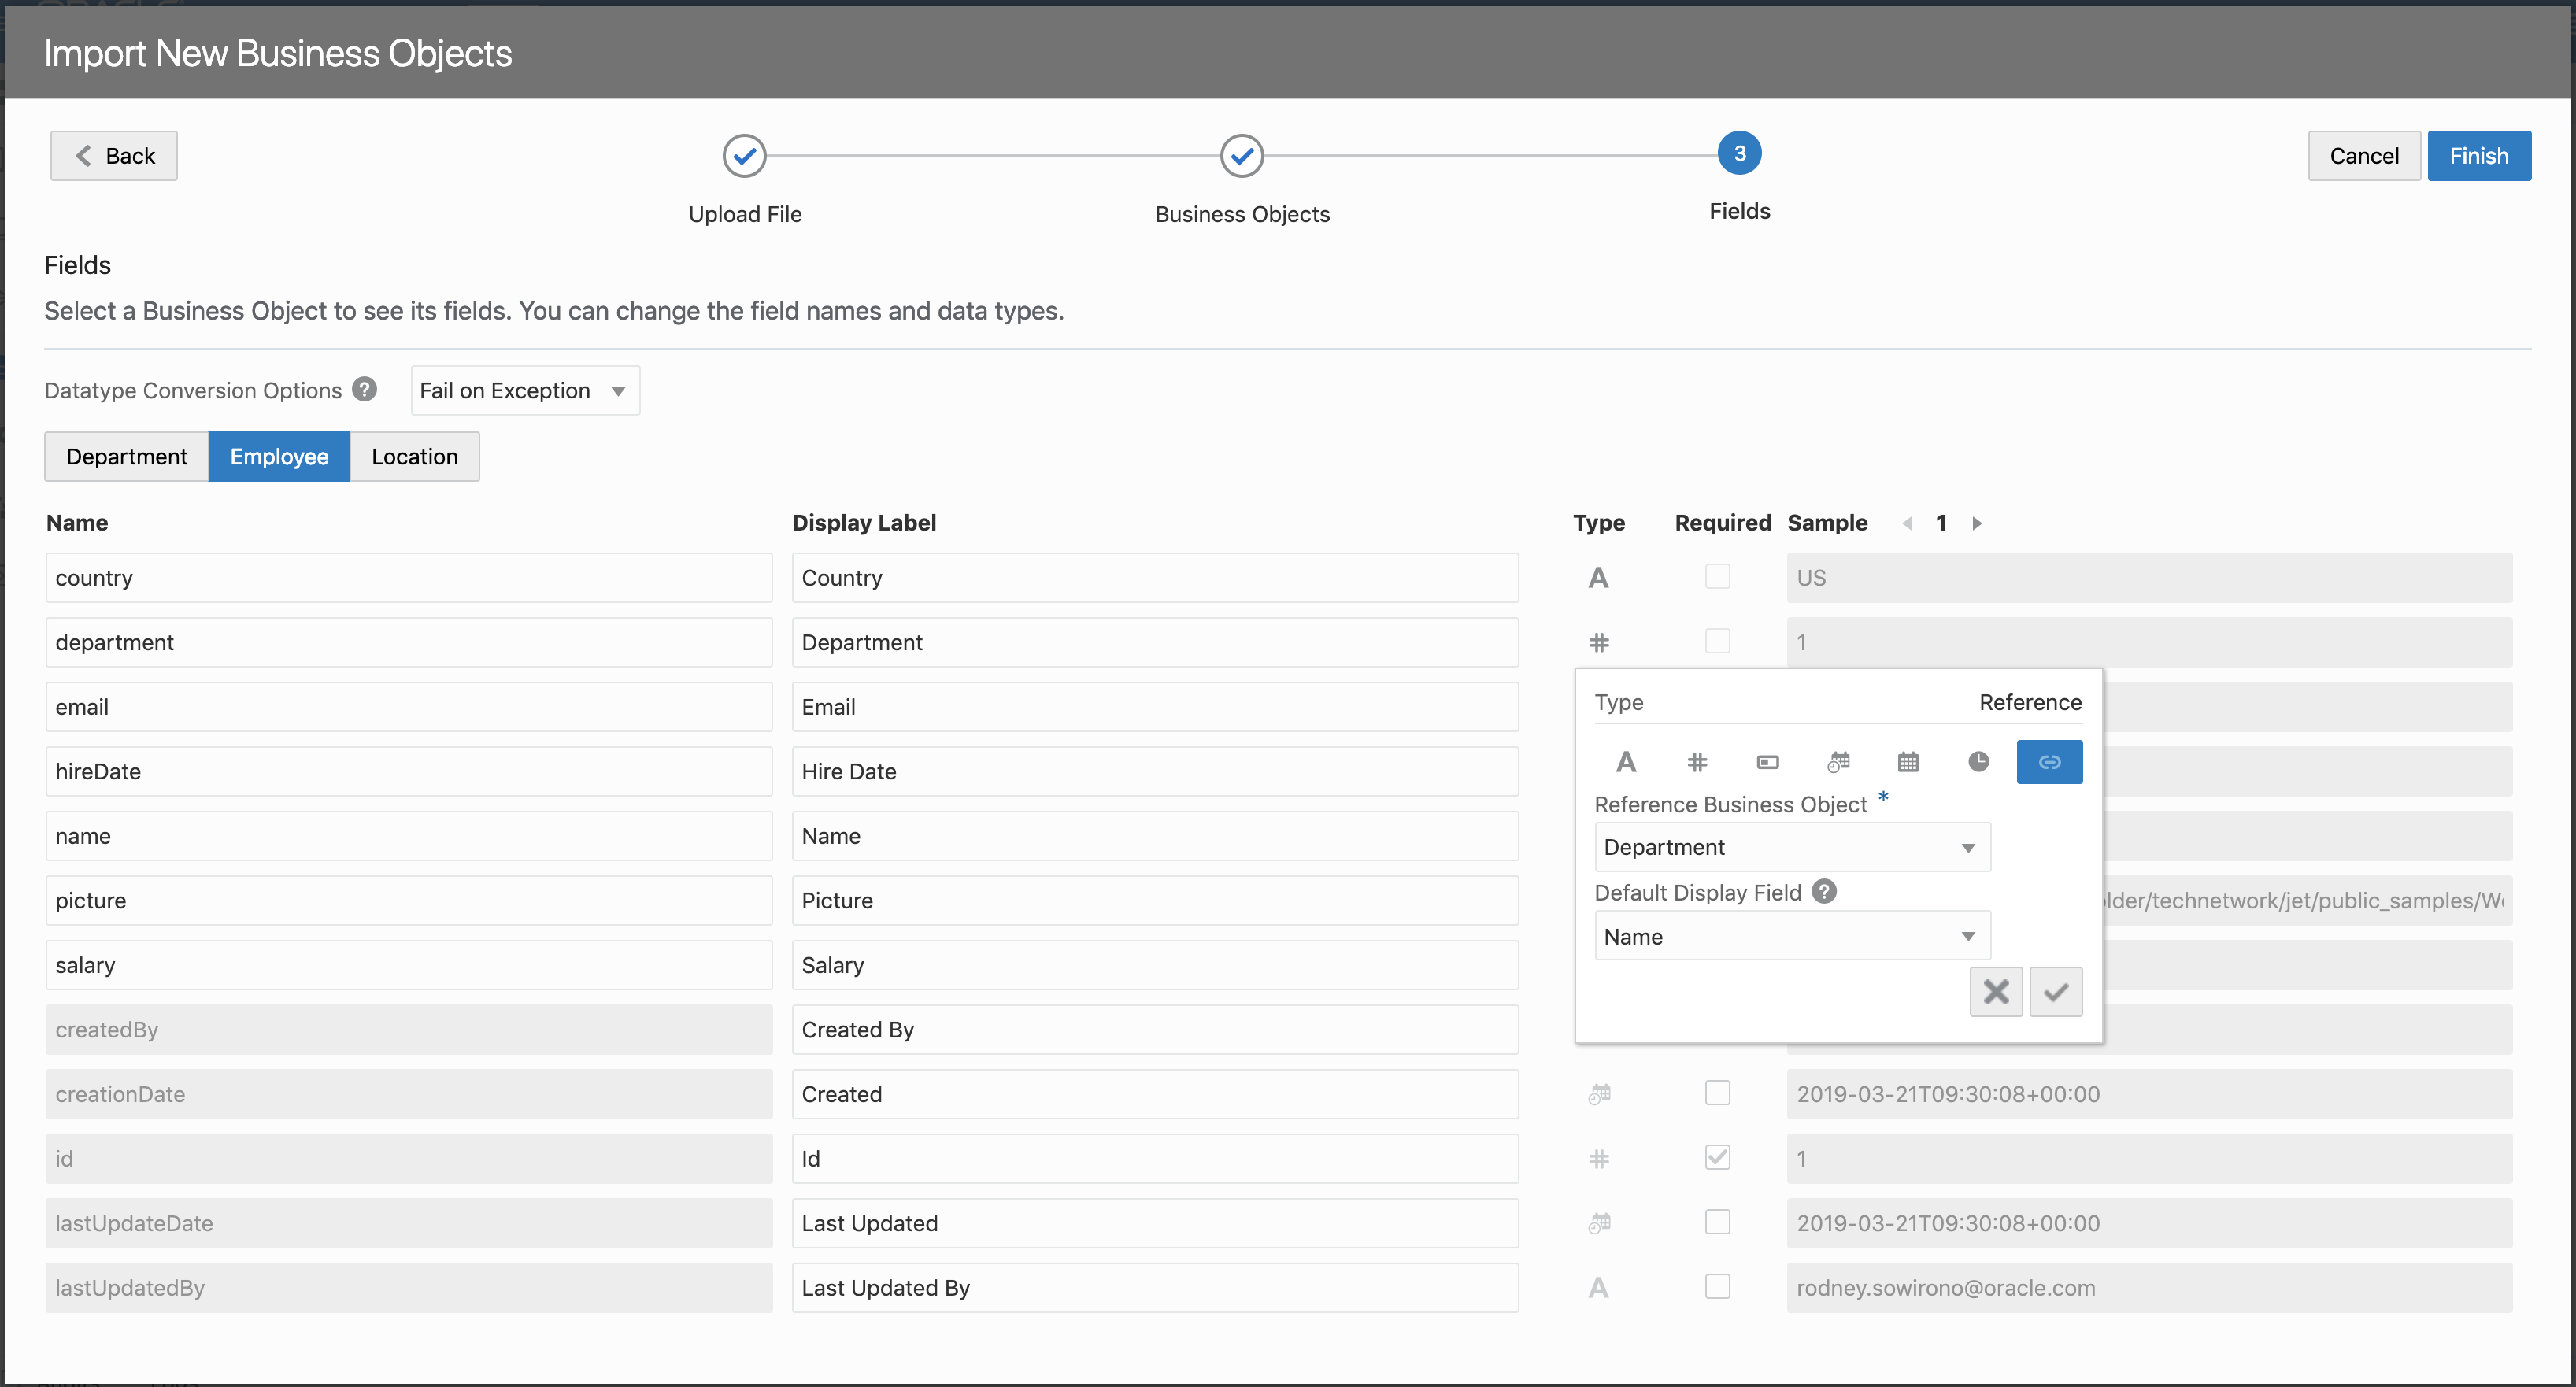 Import New Business Objects
Back
3
Cancel
Finish
Upload File
Business Objects
Fields
Fields
Select a Business Object to see its fields. You can change the field names and data types.
Datatype Conversion Options ?
Fail on Exception
Department
Employee
Location
Name
Display Label
Type
Required
Sample
1
country
Country
A
US
department
Department
#
1
email
Email
hireDate
Hire Date
name
Name
picture
Picture
lder/technetwork/jet/public_samples/W
salary
Salary
Type
Reference
A
#
Reference Business Object *
Department
Default Display Field ?
Name
createdBy
Created By
creationDate
Created
2019-03-21T09:30:08+00:00
id
Id
#
1
lastUpdateDate
Last Updated
2019-03-21T09:30:08+00:00
lastUpdatedBy
Last Updated By
A
rodney.sowirono@oracle.com